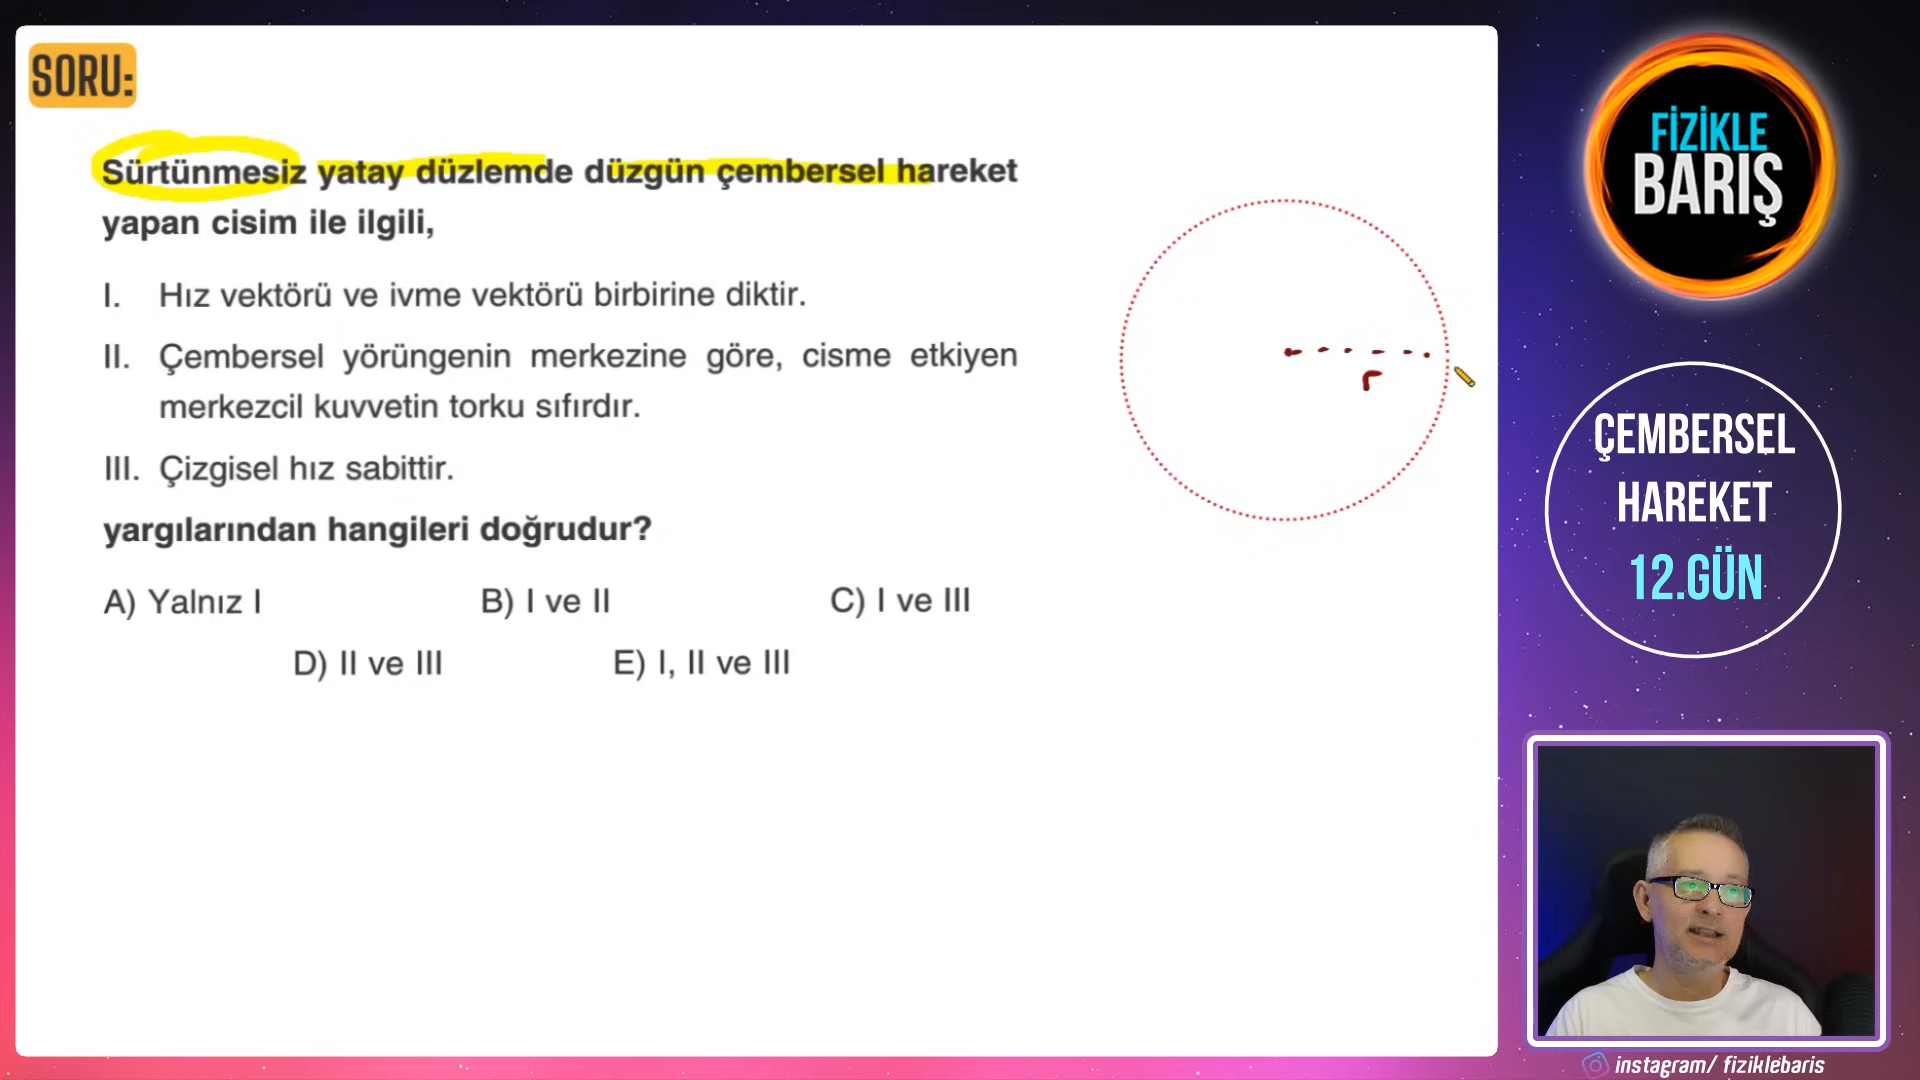 SORU:
Sürtünmesiz yatay düzlemde düzgün çembersel hareket
yapan cisim ile ilgili,
I. Hız vektörü ve ivme vektörü birbirine diktir.
II. Çembersel yörüngenin merkezine göre, cisme etkiyen
merkezcil kuvvetin torku sıfırdır.
III. Çizgisel hız sabittir.
yargılarından hangileri doğrudur?
A) Yalnız I B) I ve II C) I ve III
D) II ve III E) I, II ve III
r
FİZİKLE
BARIŞ
ÇEMBERSEL
HAREKET
12.GÜN
instagram/ fiziklebaris